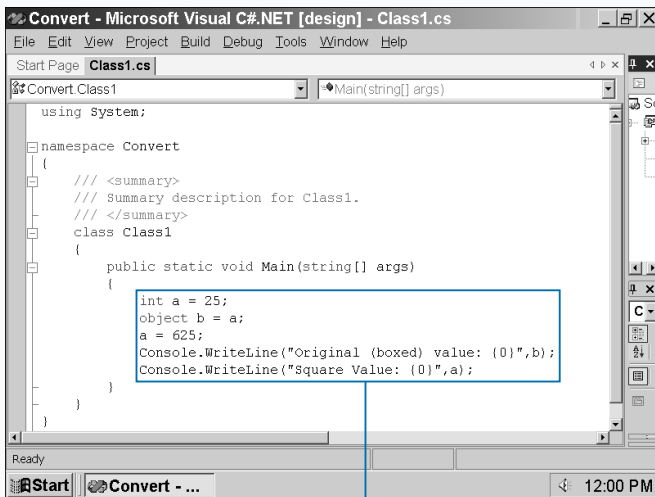 Convert - Microsoft Visual C#.NET [design] - Class1.cs
File Edit View Project Build Debug Tools Window Help
Start Page Class1.cs
Convert.Class1 Main(string[] args)
using System;
namespace Convert
{
/// <summary>
/// Summary description for Class1.
/// </summary>
class Class1
{
public static void Main(string[] args)
{
int a = 25;
object b = a;
a = 625;
Console.WriteLine("Original (boxed) value: {0}",b);
Console.WriteLine("Square Value: {0}",a);
}
}
}
Ready
Start Convert - ... 12:00 PM